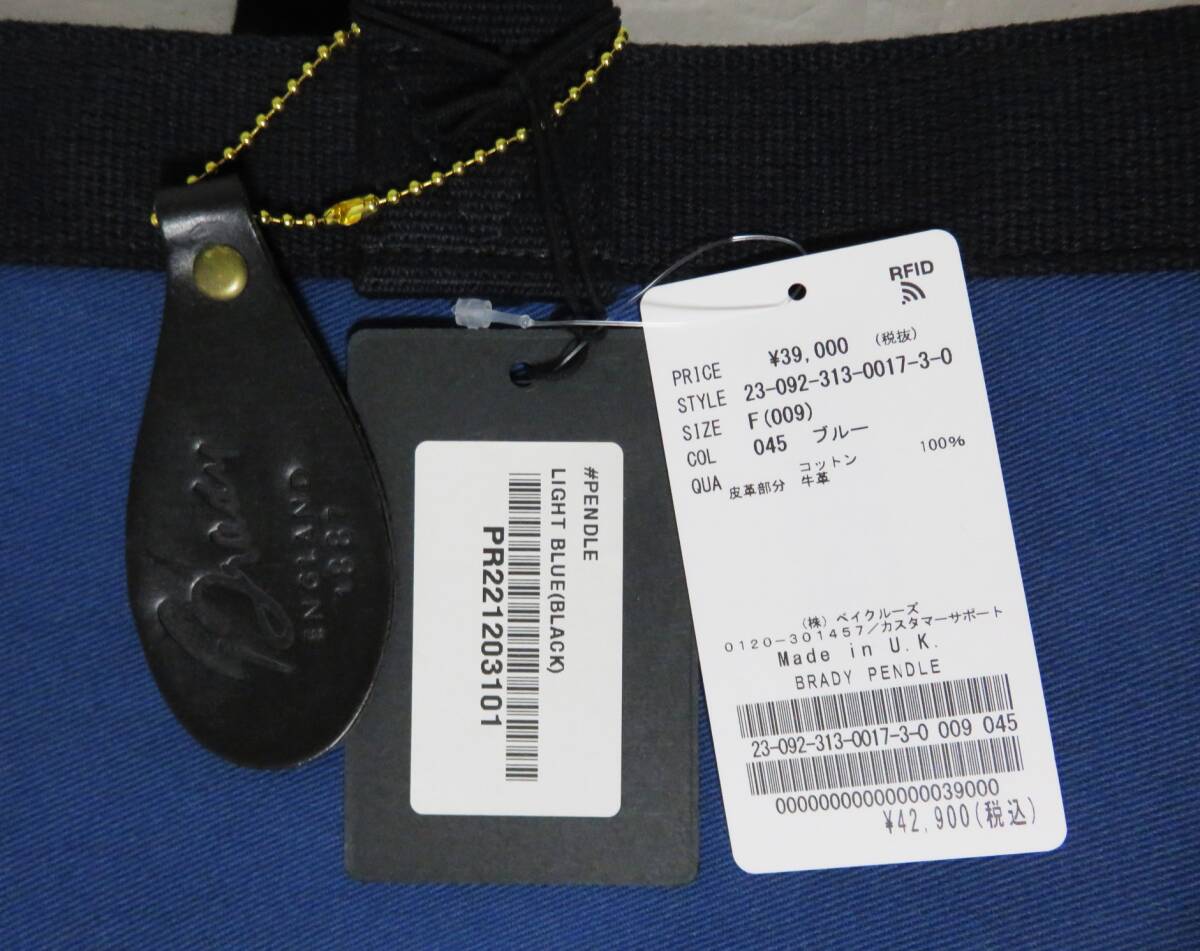 Brady
ENGLAND
1887
#PENDLE
LIGHT BLUE(BLACK)
PR221203101
RFID
PRICE ¥39,000 (税抜)
STYLE 23-092-313-0017-3-0
SIZE F(009)
COL 045 ブルー
QUA コットン 100%
皮革部分 牛革
(株) ベイクルーズ
0120-301457/カスタマーサポート
Made in U.K.
BRADY PENDLE
23-092-313-0017-3-0 009 045
00000000000000039000
¥42,900(税込)